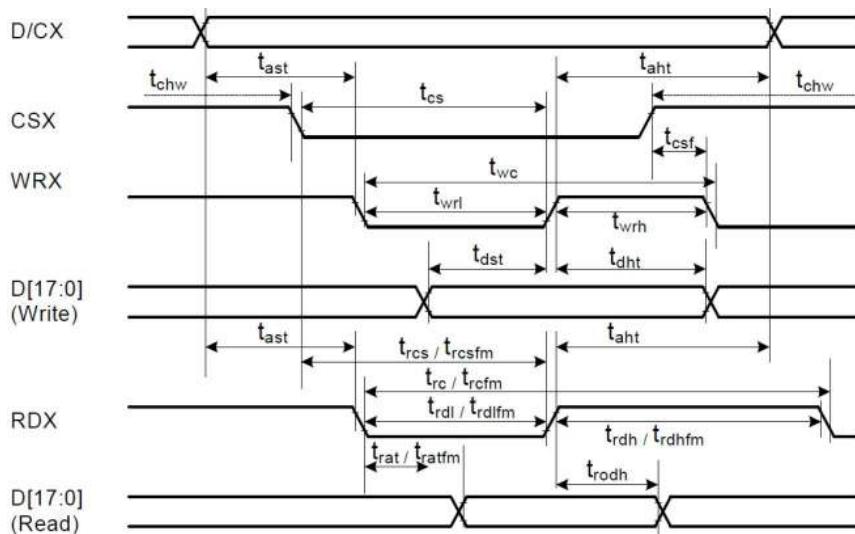 D/CX
t_ast
t_aht
t_chw
t_chw
t_cs
CSX
t_csf
WRX
t_wc
t_wrl
t_wrh
t_dst
t_dht
D[17:0]
(Write)
t_ast
t_aht
t_rcs / t_rcsfm
t_rc / t_rcfm
RDX
t_rdl / t_rdlfm
t_rdh / t_rdhfm
t_rat / t_ratfm
t_rodh
D[17:0]
(Read)